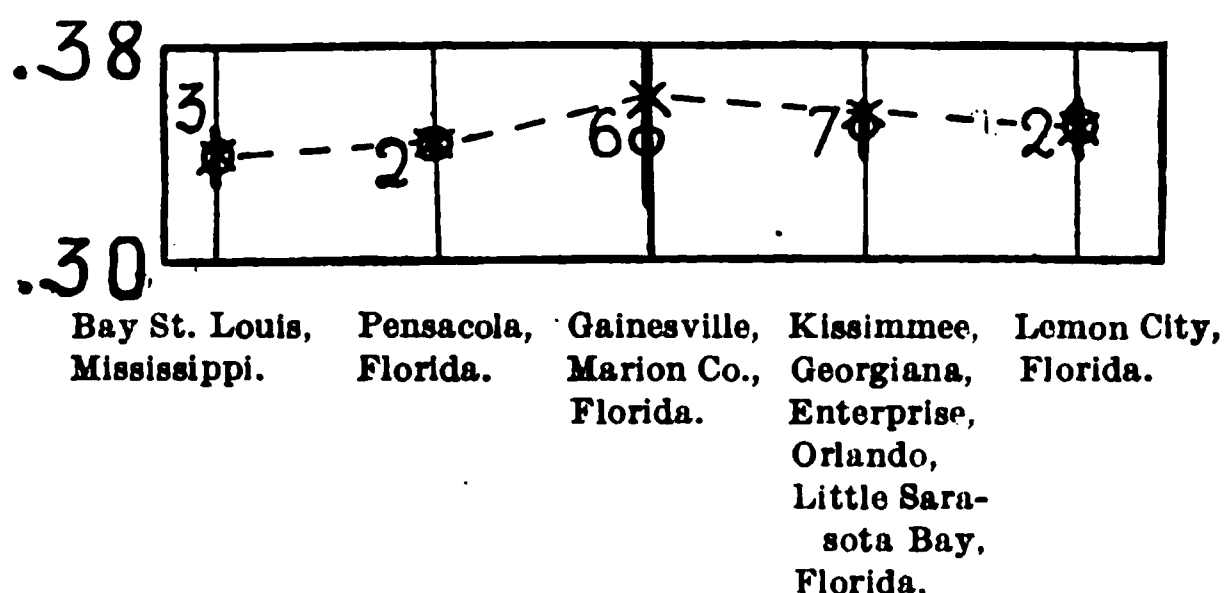 .38
3 2 6 7 2
.30
Bay St. Louis,
Mississippi.
Pensacola,
Florida.
Gainesville,
Marion Co.,
Florida.
Kissimmee,
Georgiana,
Enterprise,
Orlando,
Little Sara-
sota Bay,
Florida.
Lemon City,
Florida.